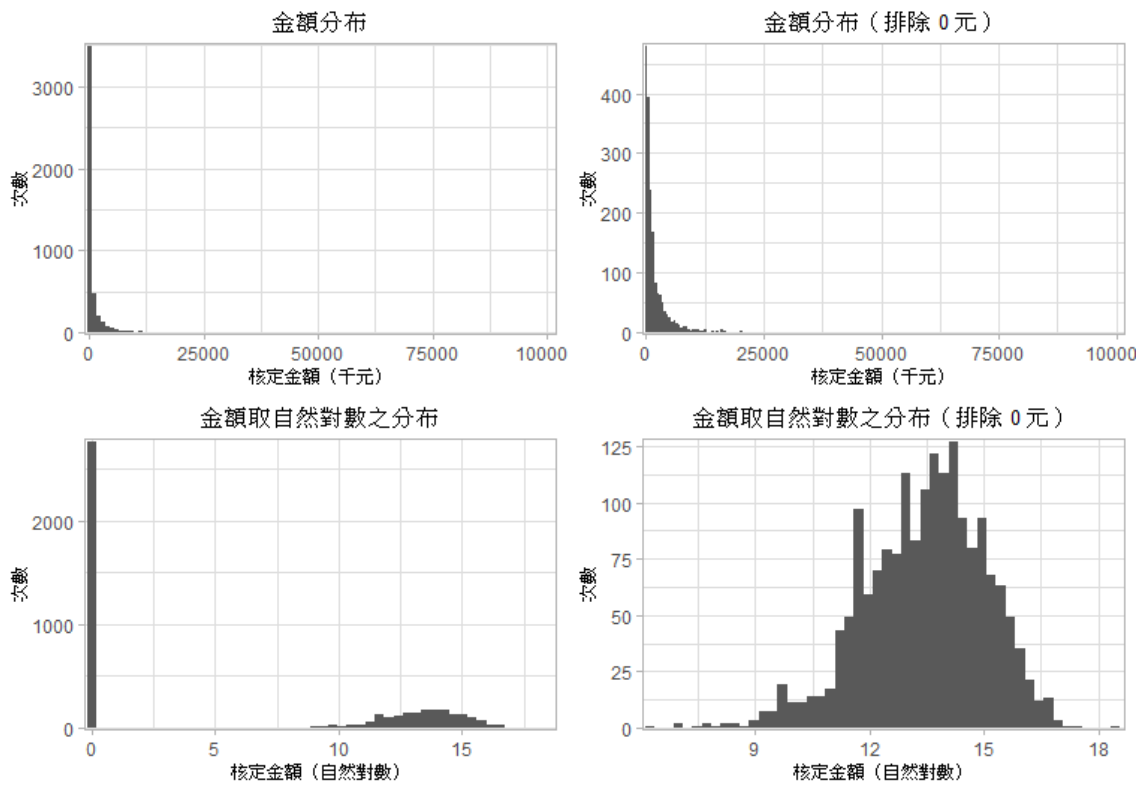 金額分布
3000
2000
1000
0
次數
0 25000 50000 75000 10000
核定金額（千元）
金額分布（排除 0 元）
400
300
200
100
0
次數
0 25000 50000 75000 10000
核定金額（千元）
金額取自然對數之分布
2000
1000
0
次數
0 5 10 15
核定金額（自然對數）
金額取自然對數之分布（排除 0 元）
125
100
75
50
25
0
次數
9 12 15 18
核定金額（自然對數）